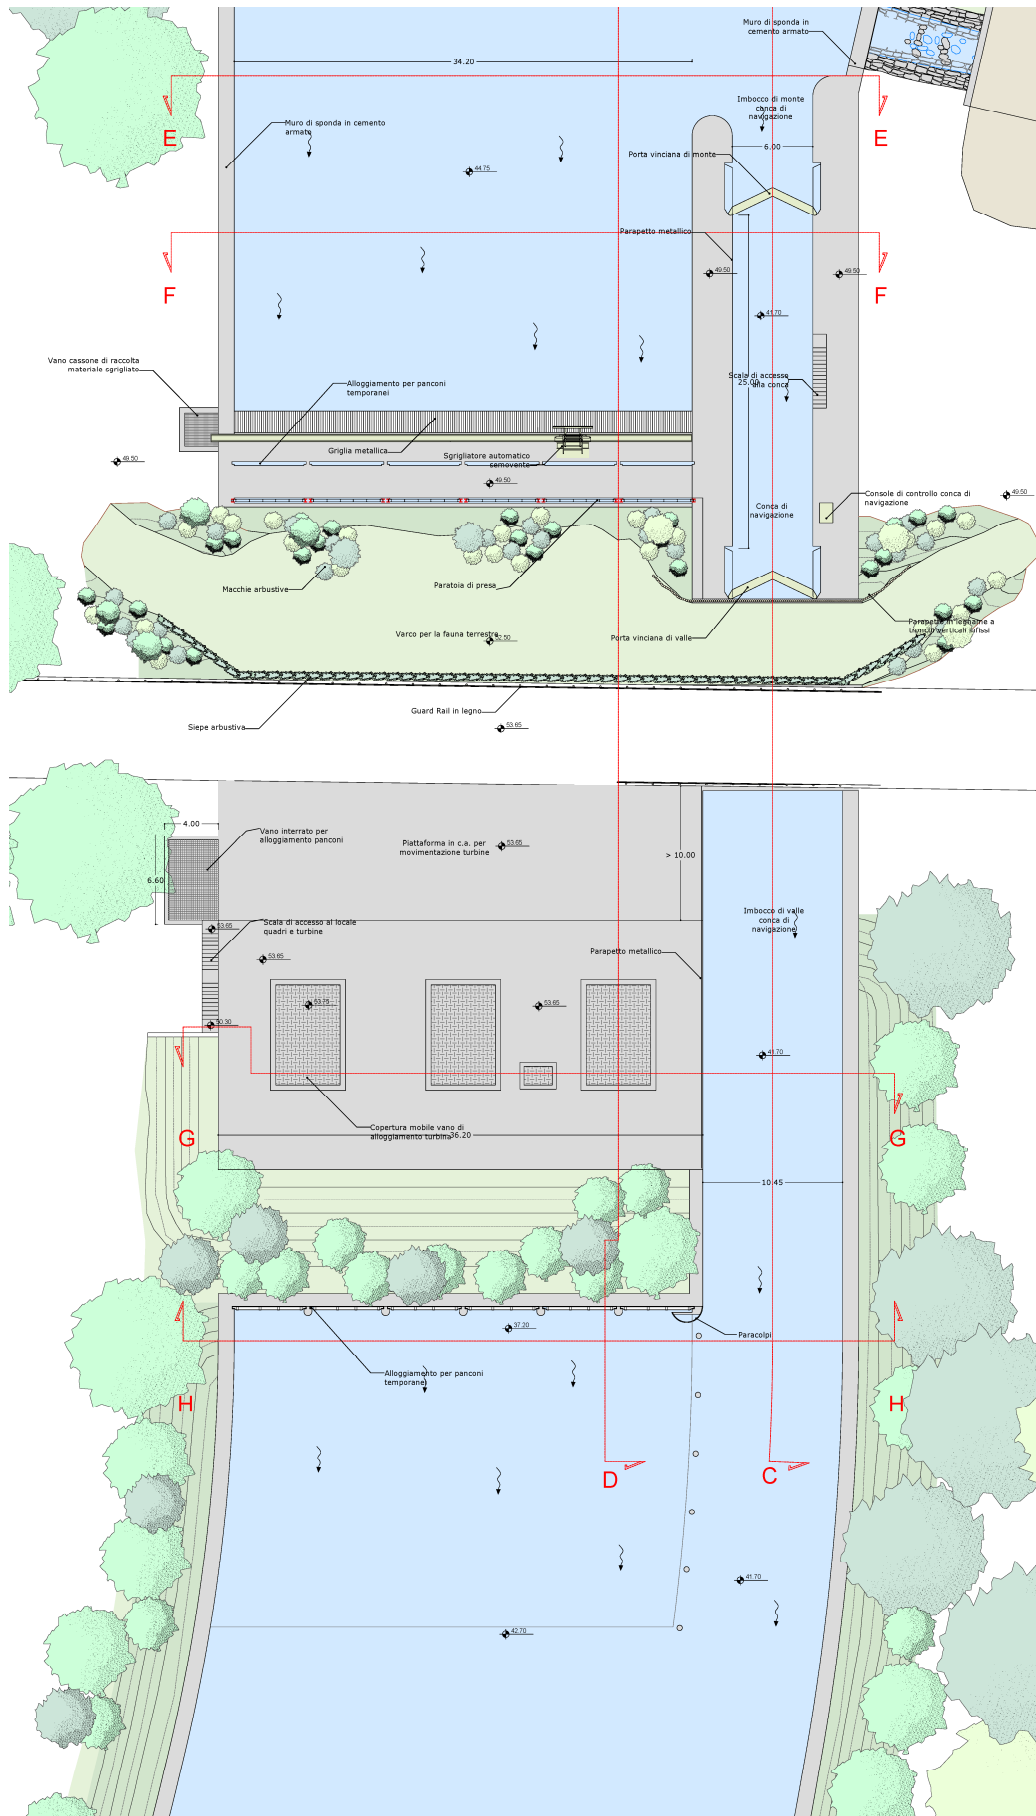 Muro di sponda in
cemento armato
34.20
Imbocco di monte
conca di
navigazione
E
E
Muro di sponda in cemento
armato
6.00
Porta vinciana di monte
44.75
Parapetto metallico
49.50
49.50
F
F
41.70
Vano cassone di raccolta
materiale sgrigliato
Alloggiamento per panconi
temporanei
Scala di accesso
alla conca
25.00
Griglia metallica
Sgrigliatore automatico
semovente
49.50
49.50
49.50
Console di controllo conca di
navigazione
Conca di
navigazione
Macchie arbustive
Paratoia di presa
Varco per la fauna terrestre
52.50
Porta vinciana di valle
Parapetto in legname a
Guard Rail in legno
Siepe arbustiva
53.65
4.00
Vano interrato per
alloggiamento panconi
Piattaforma in c.a. per
movimentazione turbine
53.65
> 10.00
6.60
Imbocco di valle
conca di
navigazione
Scala di accesso al locale
quadri e turbine
53.65
Parapetto metallico
53.65
53.75
53.65
50.30
41.70
G
G
Copertura mobile vano di
alloggiamento turbina
36.20
10.45
37.20
Paracolpi
Alloggiamento per panconi
temporanei
H
H
D
C
41.70
42.70